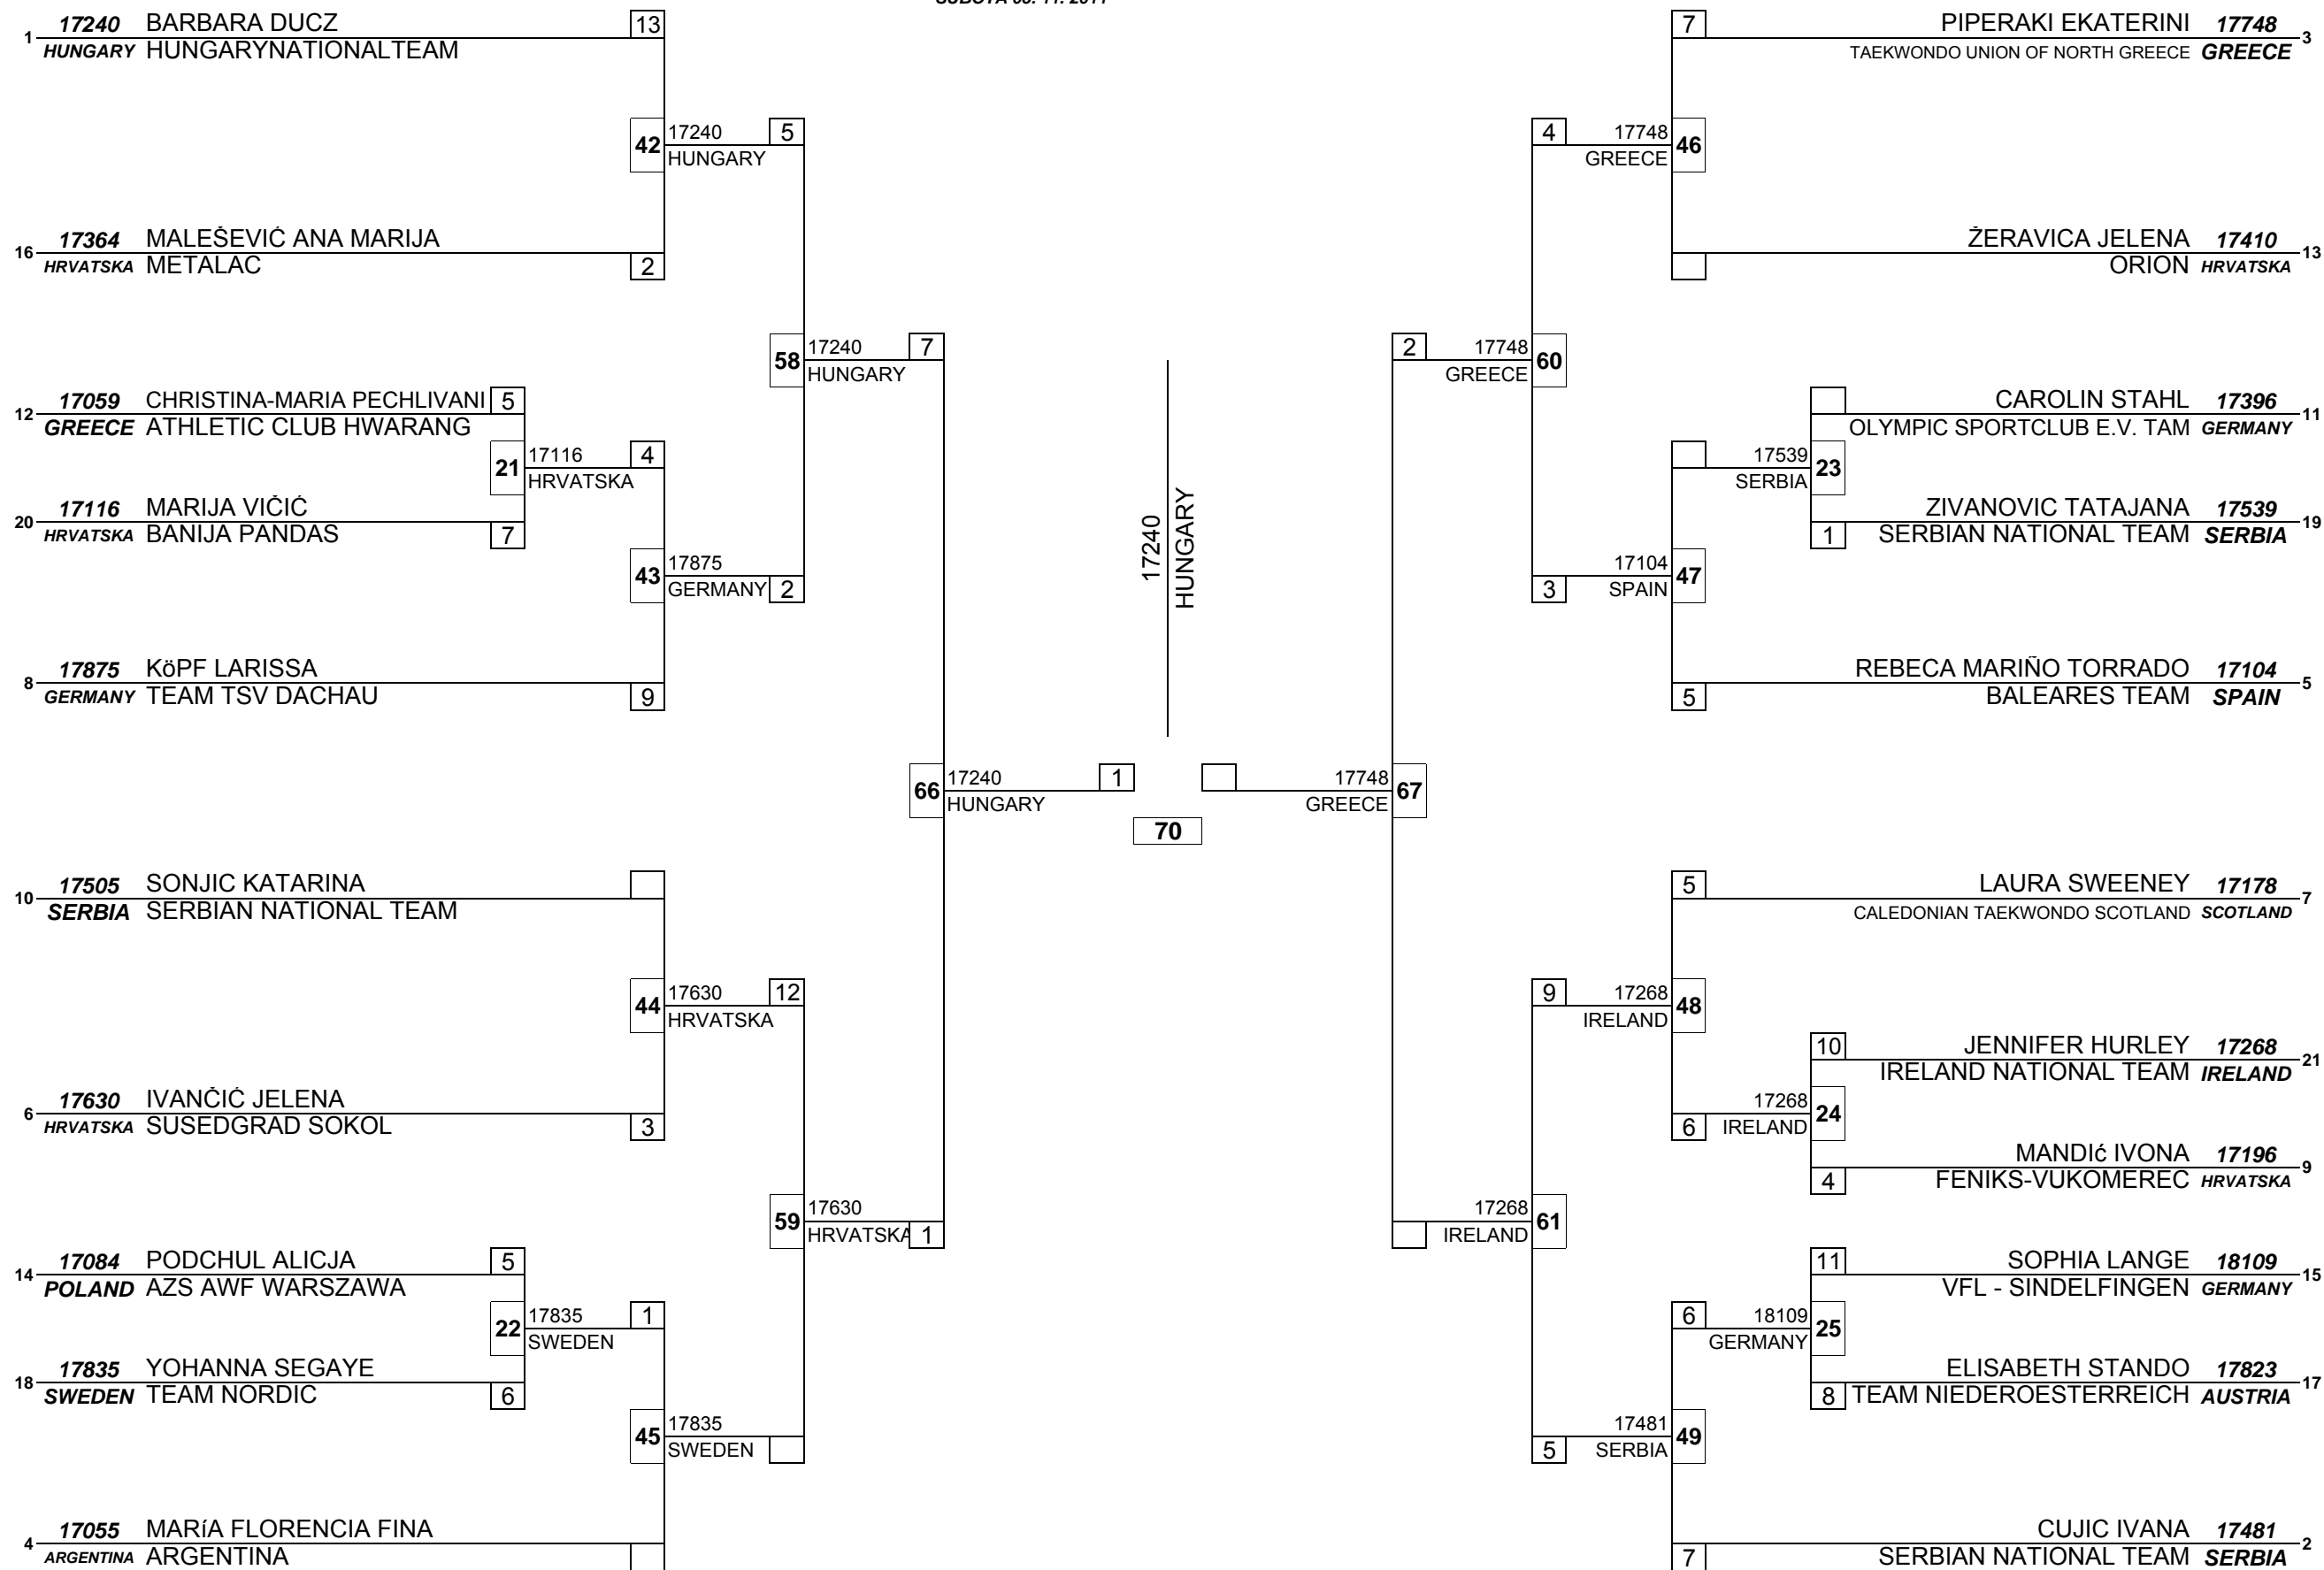 SUBOTA 05. 11. 2011
17240 BARBARA DUCZ 13
1 HUNGARY HUNGARYNATIONALTEAM
42 17240 5
HUNGARY
17364 MALEŠEVIĆ ANA MARIJA
16 HRVATSKA METALAC 2
58 17240 7
HUNGARY
17059 CHRISTINA-MARIA PECHLIVANI 5
12 GREECE ATHLETIC CLUB HWARANG
21 17116 4
HRVATSKA
17116 MARIJA VIČIĆ
20 HRVATSKA BANIJA PANDAS 7
43 17875
GERMANY 2
17875 KöPF LARISSA
8 GERMANY TEAM TSV DACHAU 9
66 17240 1
HUNGARY
17505 SONJIC KATARINA
10 SERBIA SERBIAN NATIONAL TEAM
44 17630 12
HRVATSKA
17630 IVANČIĆ JELENA
6 HRVATSKA SUSEDGRAD SOKOL 3
59 17630
HRVATSKA 1
17084 PODCHUL ALICJA 5
14 POLAND AZS AWF WARSZAWA
22 17835 1
SWEDEN
17835 YOHANNA SEGAYE
18 SWEDEN TEAM NORDIC 6
45 17835
SWEDEN
17055 MARíA FLORENCIA FINA
4 ARGENTINA ARGENTINA
17240
HUNGARY
70
7 PIPERAKI EKATERINI 17748
TAEKWONDO UNION OF NORTH GREECE GREECE 3
4 17748 46
GREECE
ŽERAVICA JELENA 17410
ORION HRVATSKA 13
2 17748 60
GREECE
CAROLIN STAHL 17396
OLYMPIC SPORTCLUB E.V. TAM GERMANY 11
17539 23
SERBIA
ZIVANOVIC TATAJANA 17539
1 SERBIAN NATIONAL TEAM SERBIA 19
17104 47
3 SPAIN
REBECA MARIÑO TORRADO 17104
5 BALEARES TEAM SPAIN 5
17748 67
GREECE
5 LAURA SWEENEY 17178
CALEDONIAN TAEKWONDO SCOTLAND SCOTLAND 7
9 17268 48
IRELAND
10 JENNIFER HURLEY 17268
IRELAND NATIONAL TEAM IRELAND 21
17268 24
6 IRELAND
MANDIć IVONA 17196
4 FENIKS-VUKOMEREC HRVATSKA 9
17268 61
IRELAND
11 SOPHIA LANGE 18109
VFL - SINDELFINGEN GERMANY 15
6 18109 25
GERMANY
ELISABETH STANDO 17823
8 TEAM NIEDEROESTERREICH AUSTRIA 17
17481 49
5 SERBIA
CUJIC IVANA 17481
7 SERBIAN NATIONAL TEAM SERBIA 2